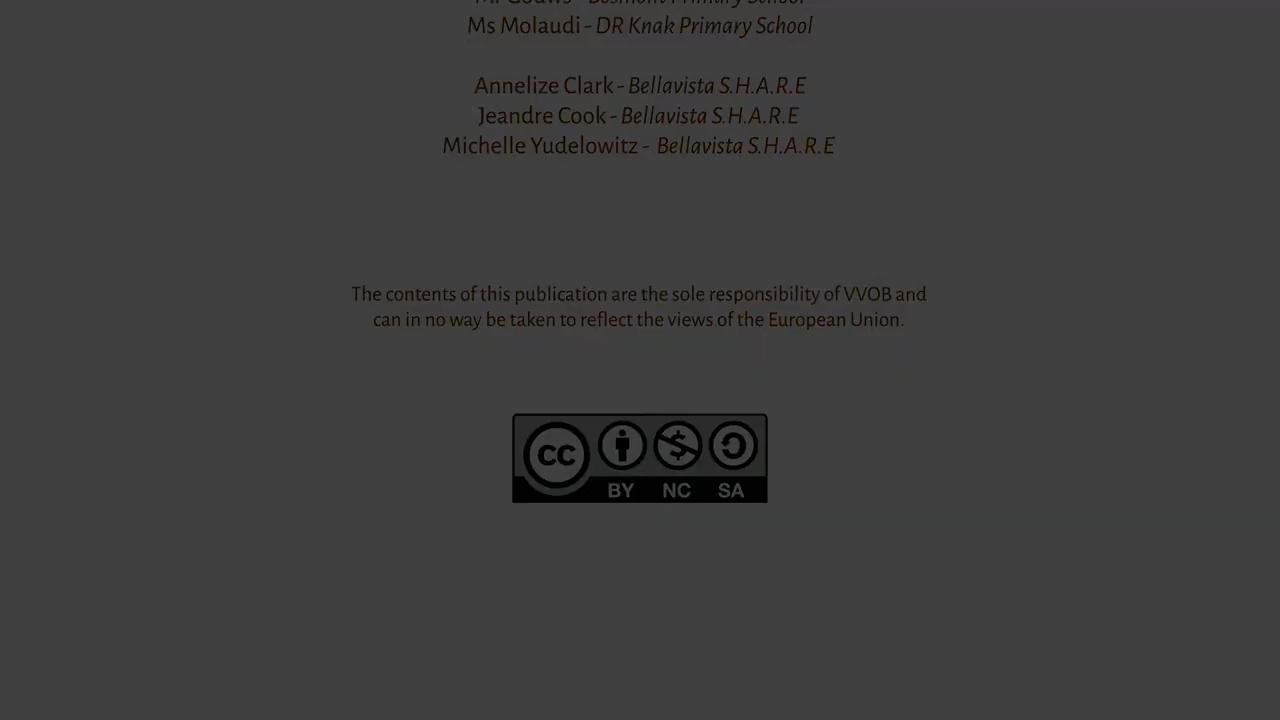 Ms Molaudi - DR Knak Primary School
Annelize Clark - Bellavista S.H.A.R.E
Jeandre Cook - Bellavista S.H.A.R.E
Michelle Yudelowitz - Bellavista S.H.A.R.E
The contents of this publication are the sole responsibility of VVOB and
can in no way be taken to reflect the views of the European Union.
CC
BY NC SA